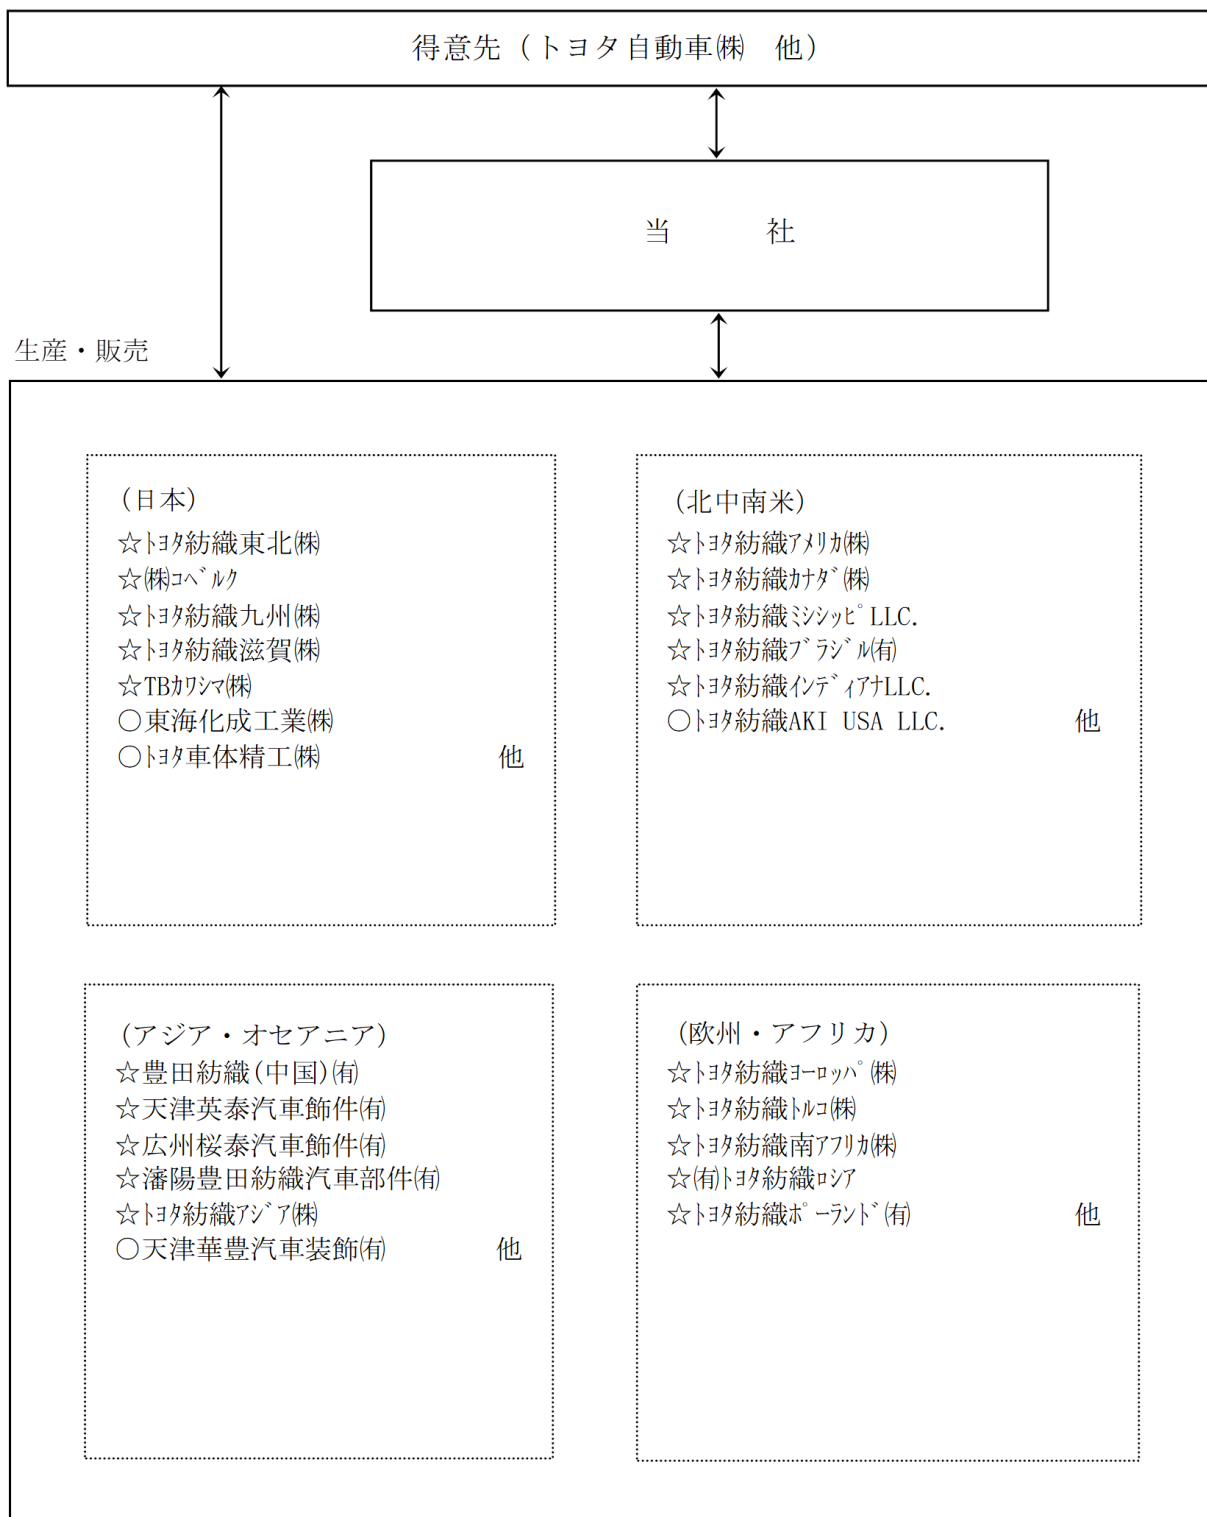 得意先（トヨタ自動車㈱　他）
当　　　社
生産・販売
（日本）
☆ﾄﾖﾀ紡織東北㈱
☆㈱ｺﾍﾞﾙｸ
☆ﾄﾖﾀ紡織九州㈱
☆ﾄﾖﾀ紡織滋賀㈱
☆TBｶﾜｼﾏ㈱
○東海化成工業㈱
○ﾄﾖﾀ車体精工㈱　　　　　　他
（北中南米）
☆ﾄﾖﾀ紡織ｱﾒﾘｶ㈱
☆ﾄﾖﾀ紡織ｶﾅﾀﾞ㈱
☆ﾄﾖﾀ紡織ﾐｼｼｯﾋﾟLLC.
☆ﾄﾖﾀ紡織ﾌﾞﾗｼﾞﾙ㈲
☆ﾄﾖﾀ紡織ｲﾝﾃﾞｨｱﾅLLC.
○ﾄﾖﾀ紡織AKI USA LLC.　　　　他
（アジア・オセアニア）
☆豊田紡織(中国)㈲
☆天津英泰汽車飾件㈲
☆広州桜泰汽車飾件㈲
☆瀋陽豊田紡織汽車部件㈲
☆ﾄﾖﾀ紡織ｱｼﾞｱ㈱
○天津華豊汽車装飾㈲　　　　他
（欧州・アフリカ）
☆ﾄﾖﾀ紡織ﾖｰﾛｯﾊﾟ㈱
☆ﾄﾖﾀ紡織ﾄﾙｺ㈱
☆ﾄﾖﾀ紡織南ｱﾌﾘｶ㈱
☆㈲ﾄﾖﾀ紡織ﾛｼｱ
☆ﾄﾖﾀ紡織ﾎﾟｰﾗﾝﾄﾞ㈲　　　　　　他